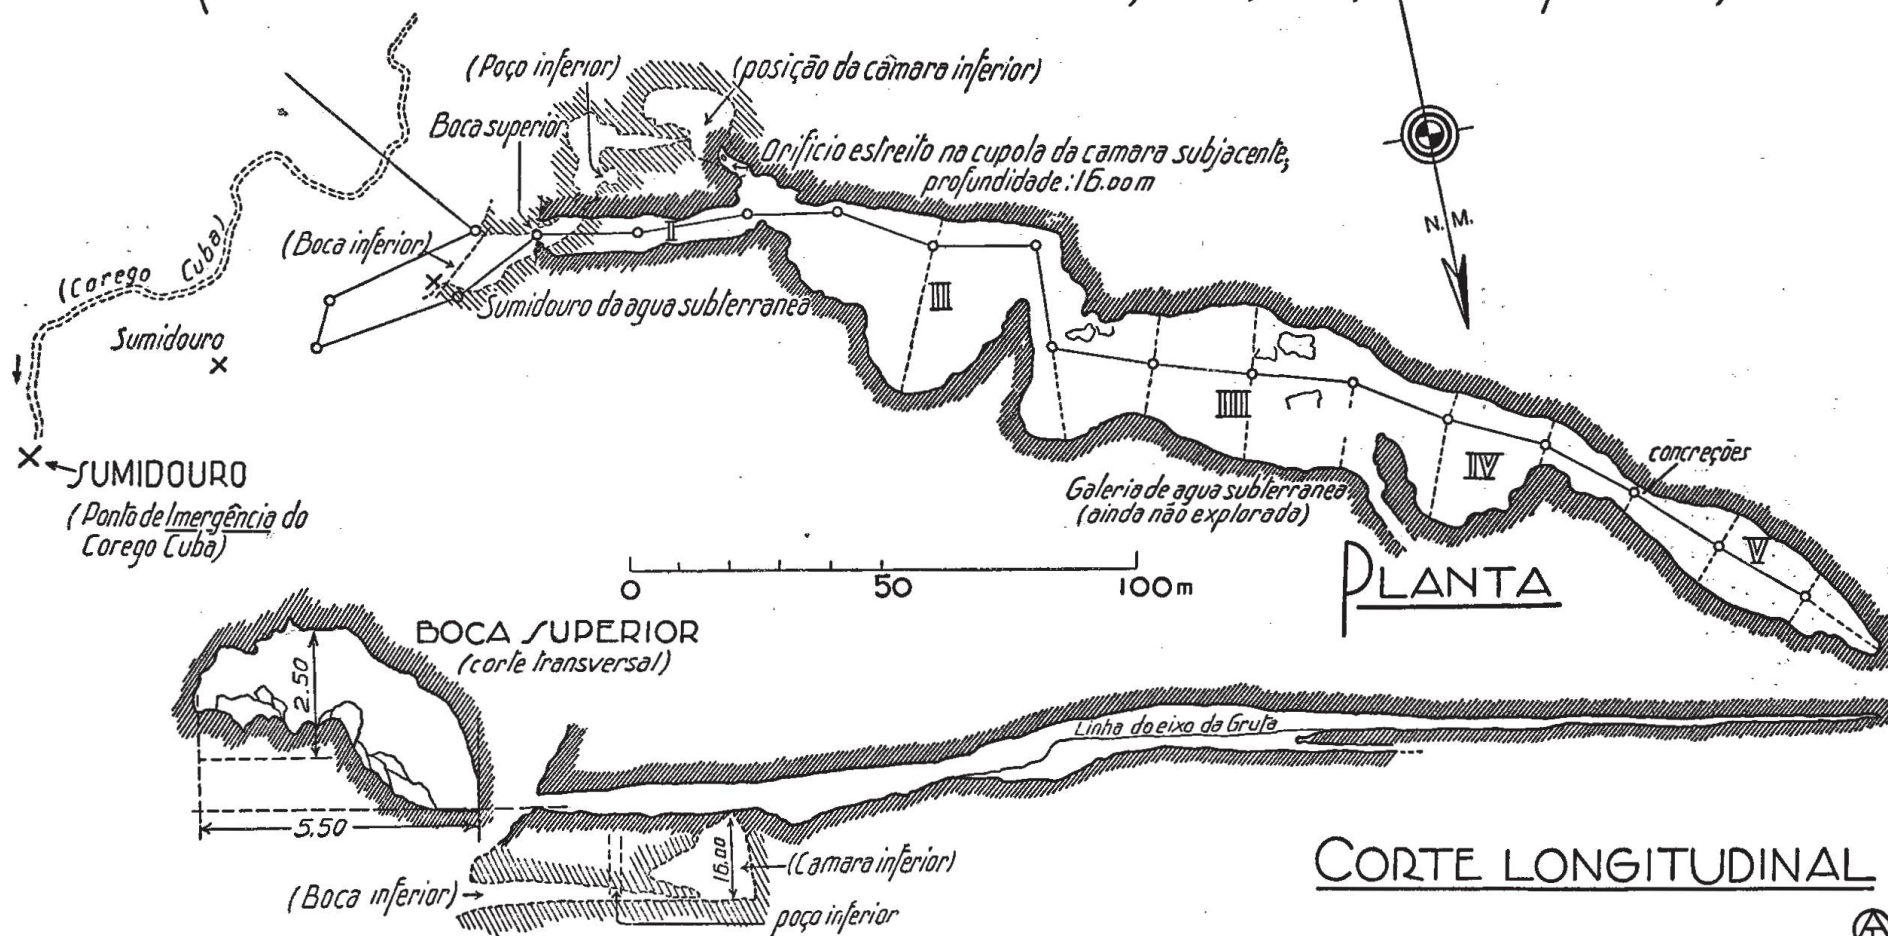 (Poço inferior)
(posição da câmara inferior)
Boca superior
Orificio estreito na cupola da camara subjacente,
profundidade: 16.00m
N.M.
(Boca inferior)
II
(Corego Cuba)
III
Sumidouro da agua subterranea
Sumidouro
IIII
SUMIDOURO
(Ponto de Imergência do
Corego Cuba)
IV
concreções
Galeria de agua subterranea
(ainda não explorada)
V
0 50 100m
PLANTA
BOCA SUPERIOR
(corte transversal)
2.50
5.50
Linha do eixo da Gruta
16.00
(Camara inferior)
(Boca inferior)
poço inferior
CORTE LONGITUDINAL